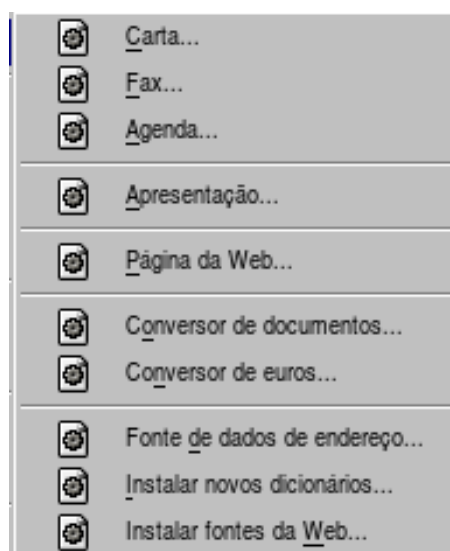 Carta...
Fax...
Agenda...
Apresentação...
Página da Web...
Conversor de documentos...
Conversor de euros...
Fonte de dados de endereço...
Instalar novos dicionários...
Instalar fontes da Web...